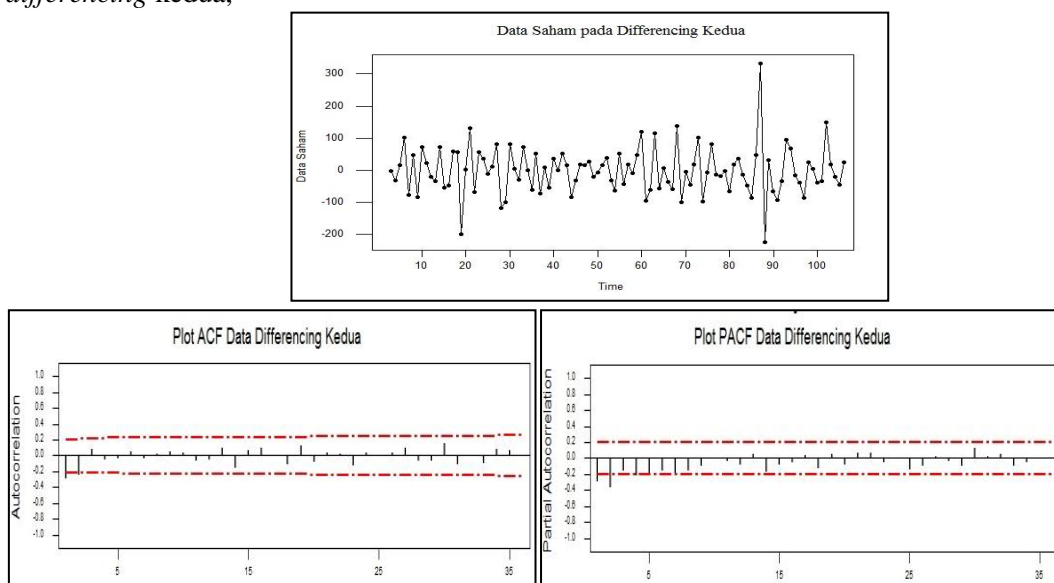 differencing kedua,
Data Saham pada Differencing Kedua
Data Saham
300
200
100
0
-100
-200
10 20 30 40 50 60 70 80 90 100
Time
Plot ACF Data Differencing Kedua
Autocorrelation
1.0
0.8
0.6
0.4
0.2
0.0
-0.2
-0.4
-0.6
-0.8
-1.0
5 15 25 35
Plot PACF Data Differencing Kedua
Partial Autocorrelation
1.0
0.8
0.6
0.4
0.2
0.0
-0.2
-0.4
-0.6
-0.8
-1.0
5 15 25 35